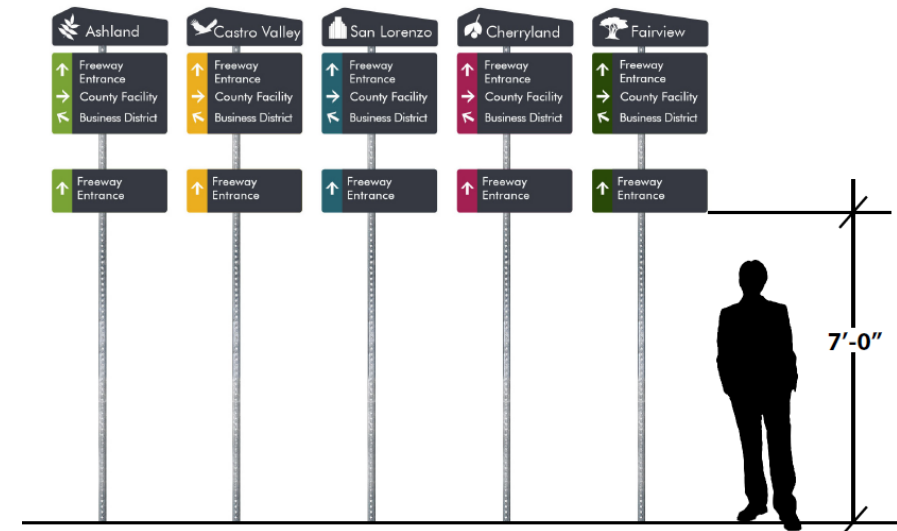 Ashland
Freeway
Entrance
County Facility
Business District
Freeway
Entrance
Castro Valley
Freeway
Entrance
County Facility
Business District
Freeway
Entrance
San Lorenzo
Freeway
Entrance
County Facility
Business District
Freeway
Entrance
Cherryland
Freeway
Entrance
County Facility
Business District
Freeway
Entrance
Fairview
Freeway
Entrance
County Facility
Business District
Freeway
Entrance
7’-0”